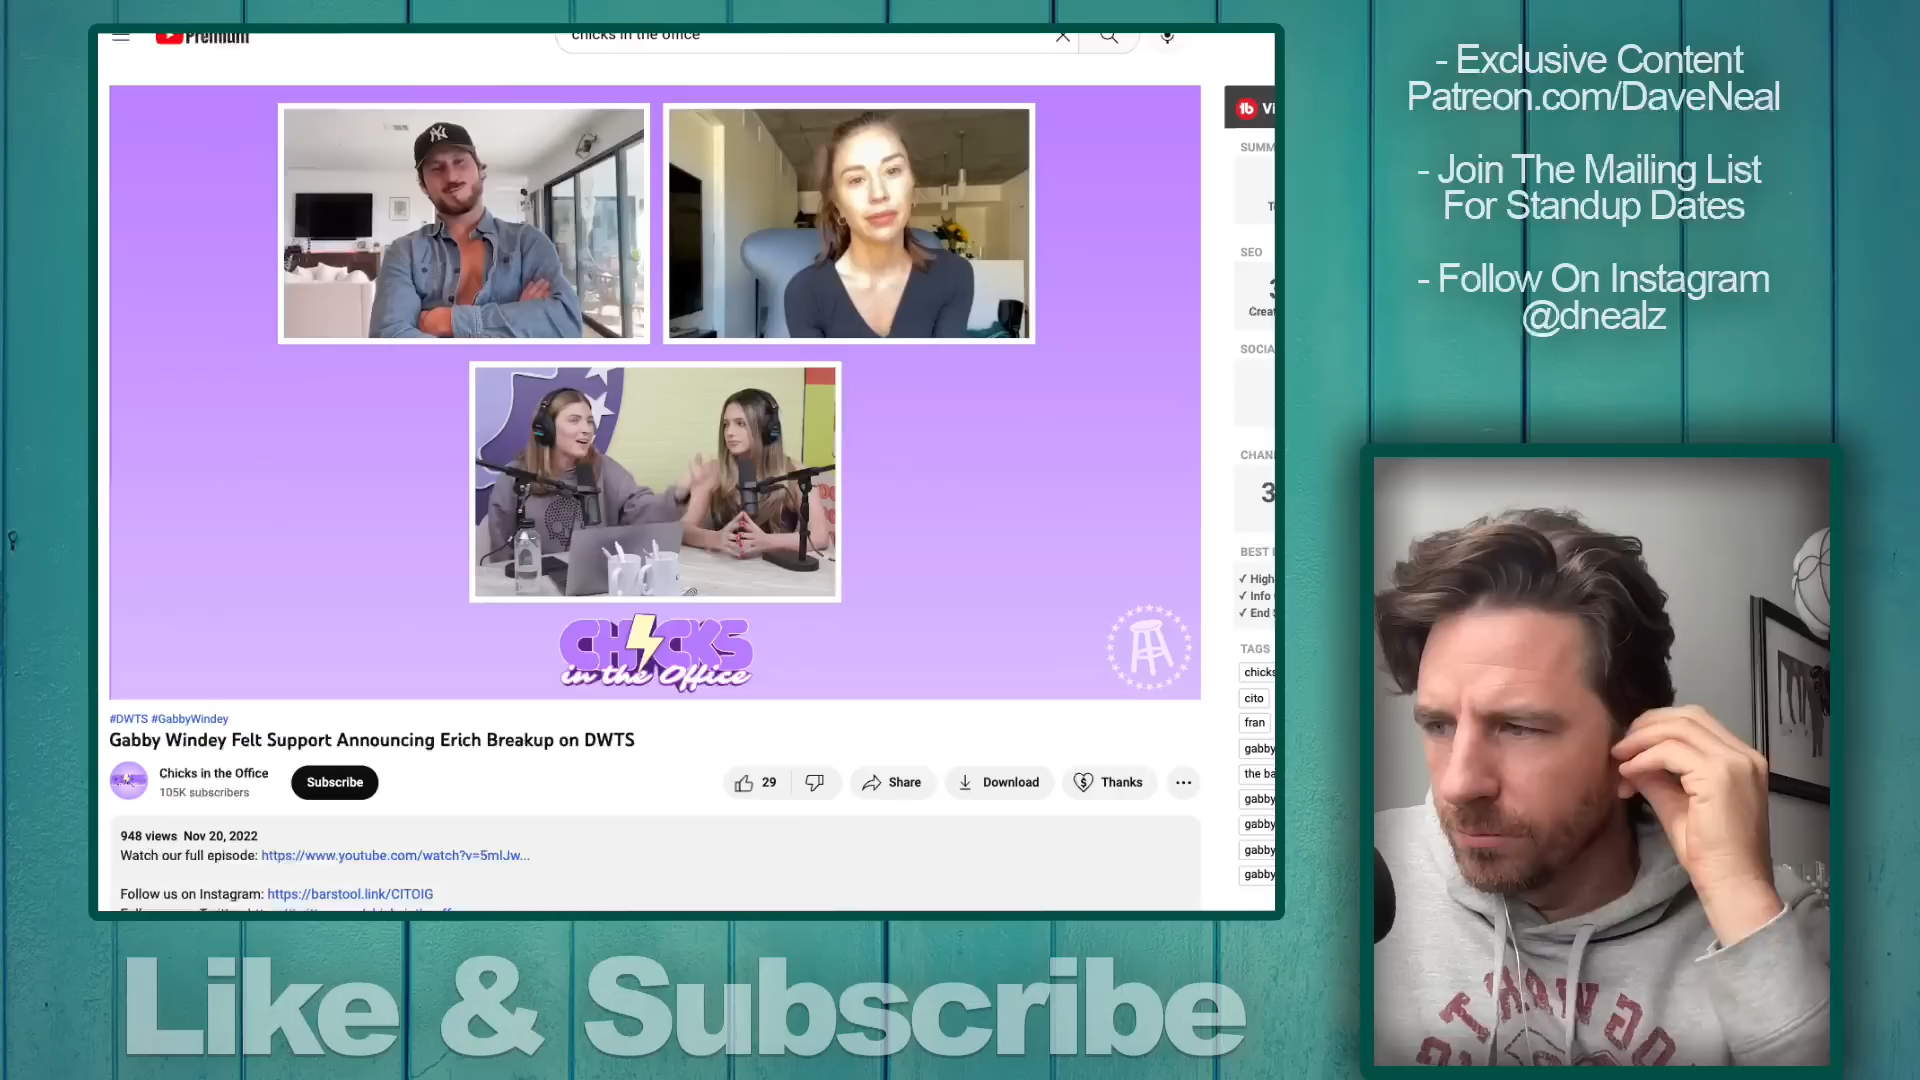 Premium
chicks in the office
CHICKS
in the Office
#DWTS #GabbyWindey
Gabby Windey Felt Support Announcing Erich Breakup on DWTS
Chicks in the Office
105K subscribers
Subscribe
29
Share
Download
Thanks
948 views Nov 20, 2022
Watch our full episode: https://www.youtube.com/watch?v=5mlJw...
Follow us on Instagram: https://barstool.link/CITOIG
Vi
SUMM
SEO
Creat
SOCIA
CHAN
3
BEST
✓ High
✓ Info
✓ End
TAGS
chicks
cito
fran
gabby
the ba
gabby
gabby
gabby
gabby
- Exclusive Content
Patreon.com/DaveNeal
- Join The Mailing List
For Standup Dates
- Follow On Instagram
@dnealz
Like & Subscribe